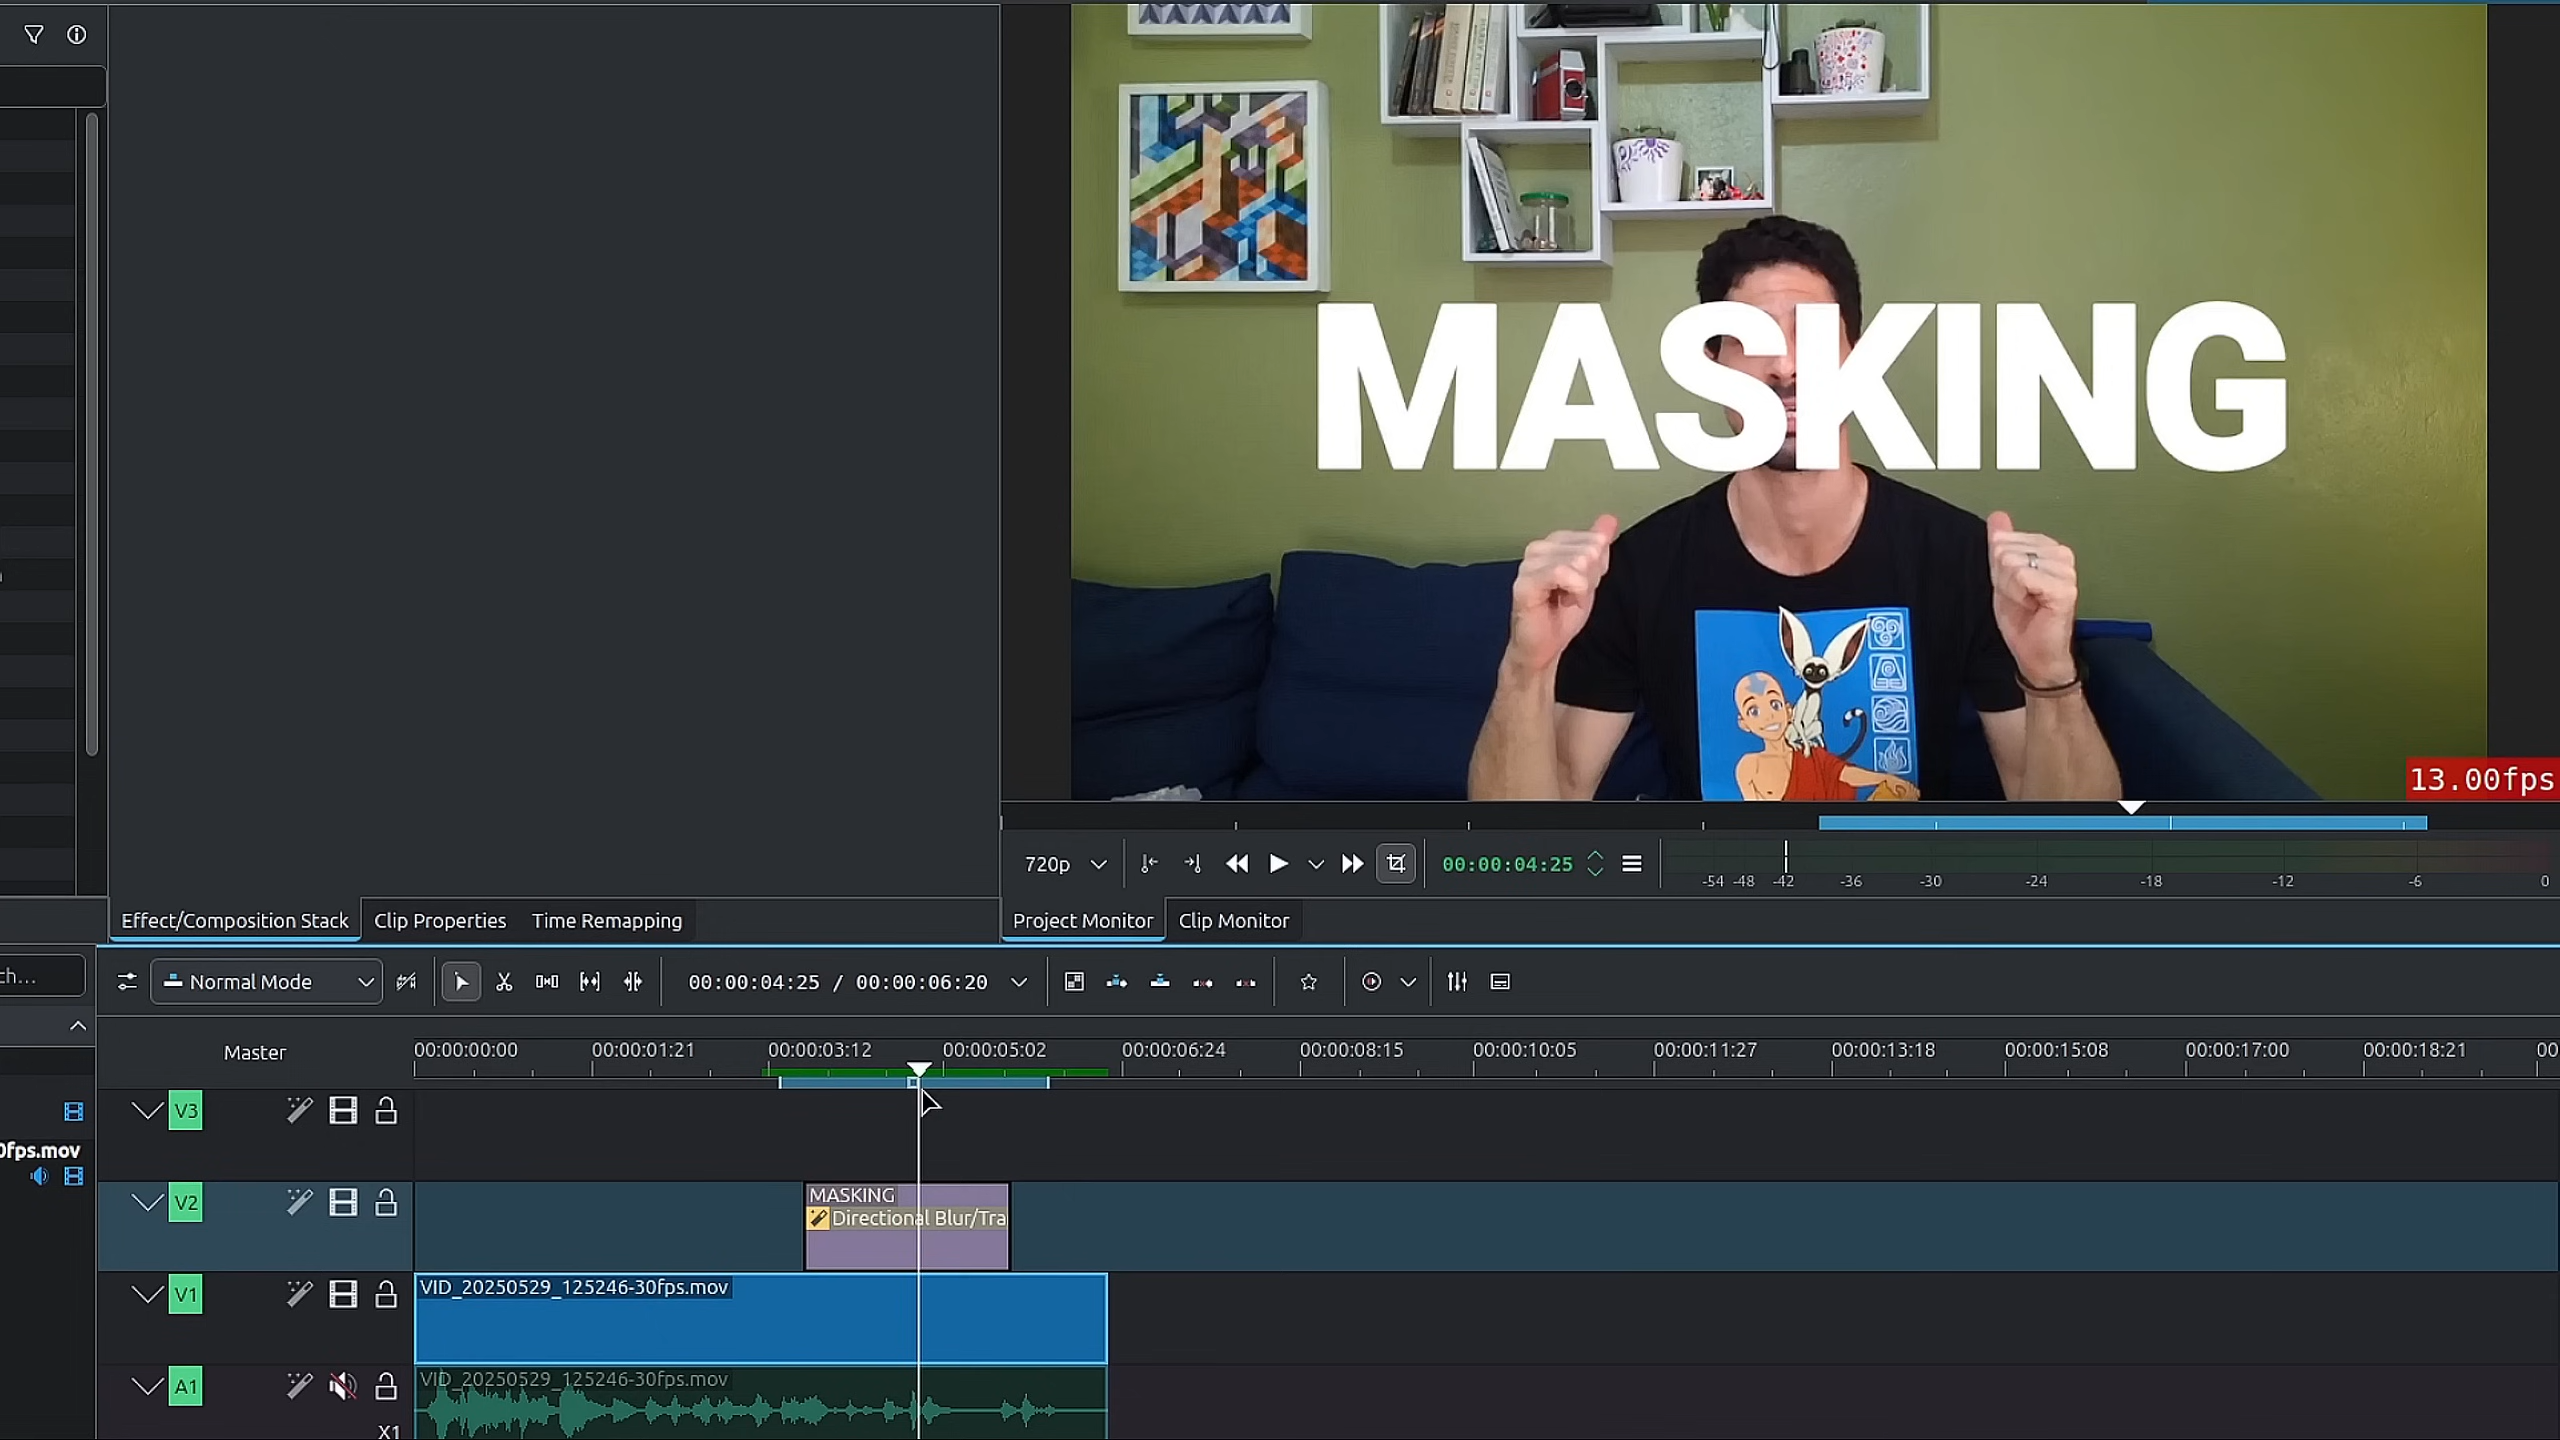 MASKING
13.00fps
720p
00:00:04:25
-54 -48 -42 -36 -30 -24 -18 -12 -6 0
Effect/Composition Stack
Clip Properties
Time Remapping
Project Monitor
Clip Monitor
Normal Mode
00:00:04:25 / 00:00:06:20
Master
00:00:00:00 00:00:01:21 00:00:03:12 00:00:05:02 00:00:06:24 00:00:08:15 00:00:10:05 00:00:11:27 00:00:13:18 00:00:15:08 00:00:17:00 00:00:18:21 00
V3
0fps.mov
V2
MASKING
Directional Blur/Tra
V1
VID_20250529_125246-30fps.mov
A1
VID_20250529_125246-30fps.mov
X1